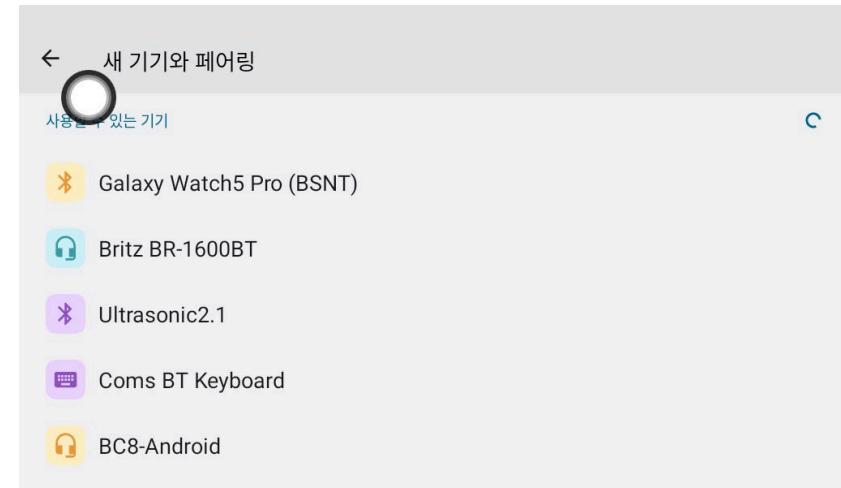 새 기기와 페어링
있는 기기
Galaxy Watch5 Pro (BSNT)
Britz BR-1600BT
Ultrasonic2.1
Coms BT Keyboard
BC8-Android